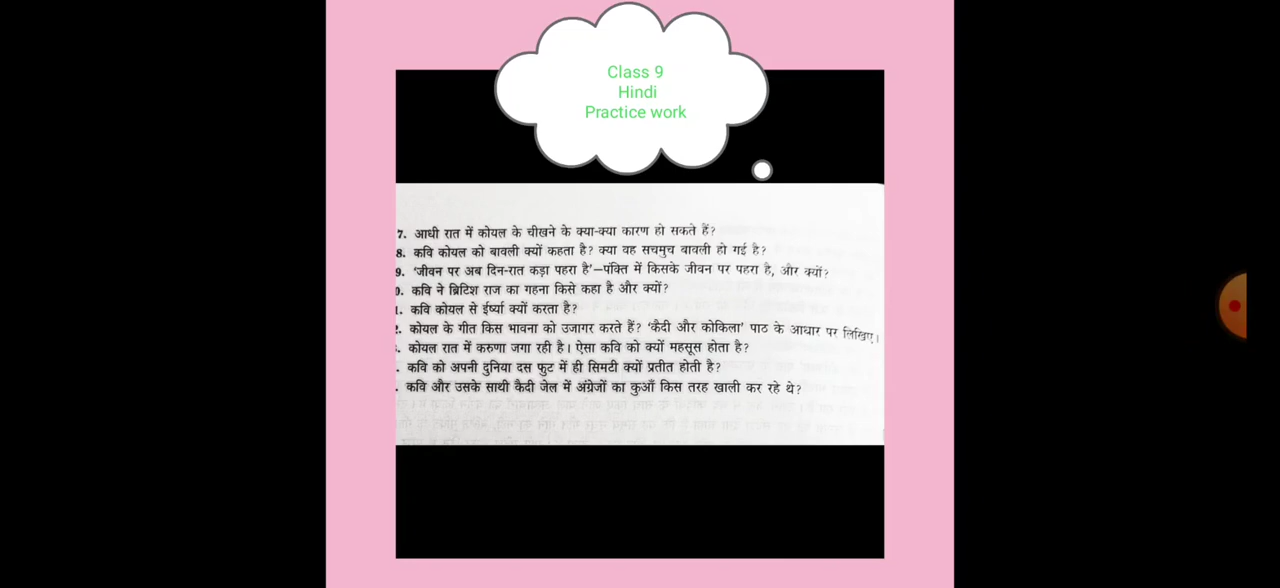 Class 9
Hindi
Practice work
7. आधी रात में कोयल के चीखने के क्या-क्या कारण हो सकते हैं?
8. कवि कोयल को बावली क्यों कहता है? क्या वह सचमुच बावली हो गई है?
9. ‘जीवन पर अब दिन-रात कड़ा पहरा है’–पंक्ति में किसके जीवन पर पहरा है, और क्यों?
0. कवि ने ब्रिटिश राज का गहना किसे कहा है और क्यों?
1. कवि कोयल से ईर्ष्या क्यों करता है?
2. कोयल के गीत किस भावना को उजागर करते हैं? ‘कैदी और कोकिला’ पाठ के आधार पर लिखिए।
. कोयल रात में करुणा जगा रही है। ऐसा कवि को क्यों महसूस होता है?
. कवि को अपनी दुनिया दस फुट में ही सिमटी क्यों प्रतीत होती है?
. कवि और उसके साथी कैदी जेल में अंग्रेजों का कुआँ किस तरह खाली कर रहे थे?